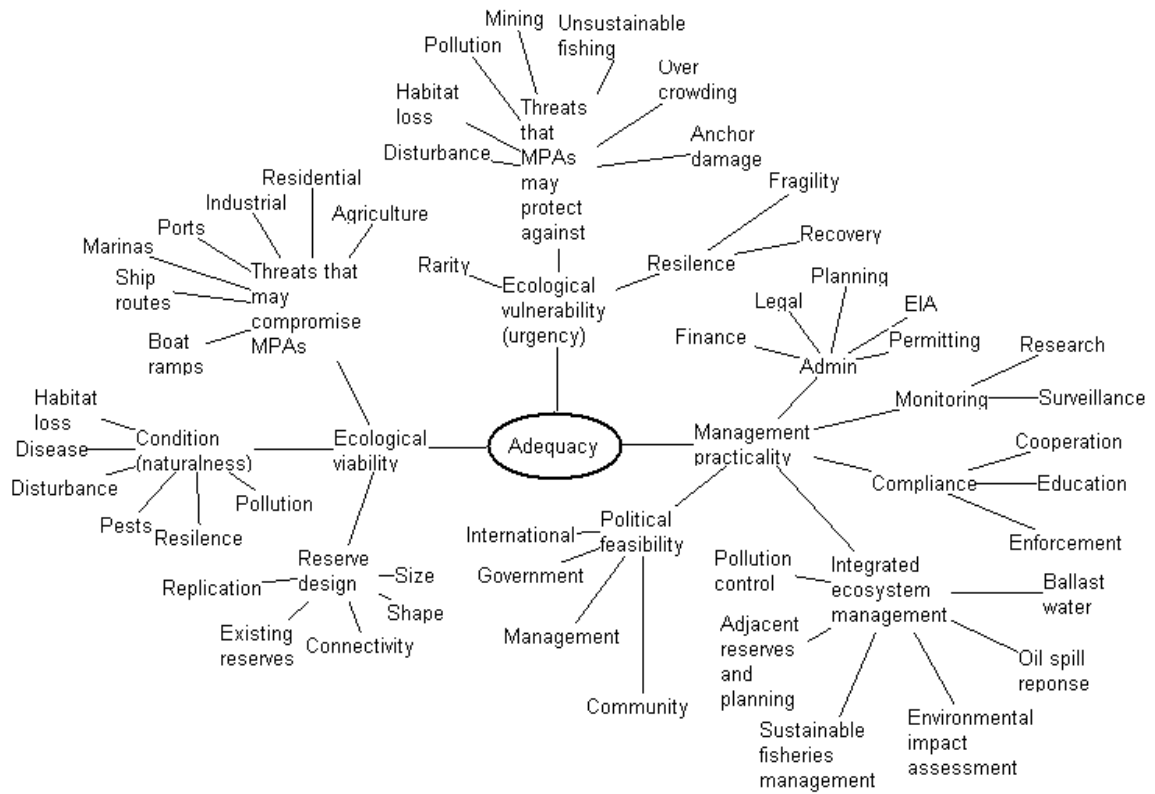 Mining
Unsustainable
fishing
Pollution
Over
crowding
Habitat
loss
Threats
that
MPAs
may
protect
against
Anchor
damage
Disturbance
Fragility
Recovery
Resilence
Rarity
Ecological
vulnerability
(urgency)
Residential
Industrial
Agriculture
Ports
Marinas
Ship
routes
Threats that
may
compromise
MPAs
Boat
ramps
Planning
Legal
EIA
Finance
Permitting
Admin
Research
Monitoring
Surveillance
Habitat
loss
Disease
Condition
(naturalness)
Disturbance
Pests
Resilence
Pollution
Ecological
viability
Adequacy
Management
practicality
Cooperation
Compliance
Education
Enforcement
Reserve
design
Replication
Size
Shape
Existing
reserves
Connectivity
Political
feasibility
International
Government
Management
Community
Integrated
ecosystem
management
Pollution
control
Ballast
water
Adjacent
reserves
and
planning
Oil spill
reponse
Sustainable
fisheries
management
Environmental
impact
assessment